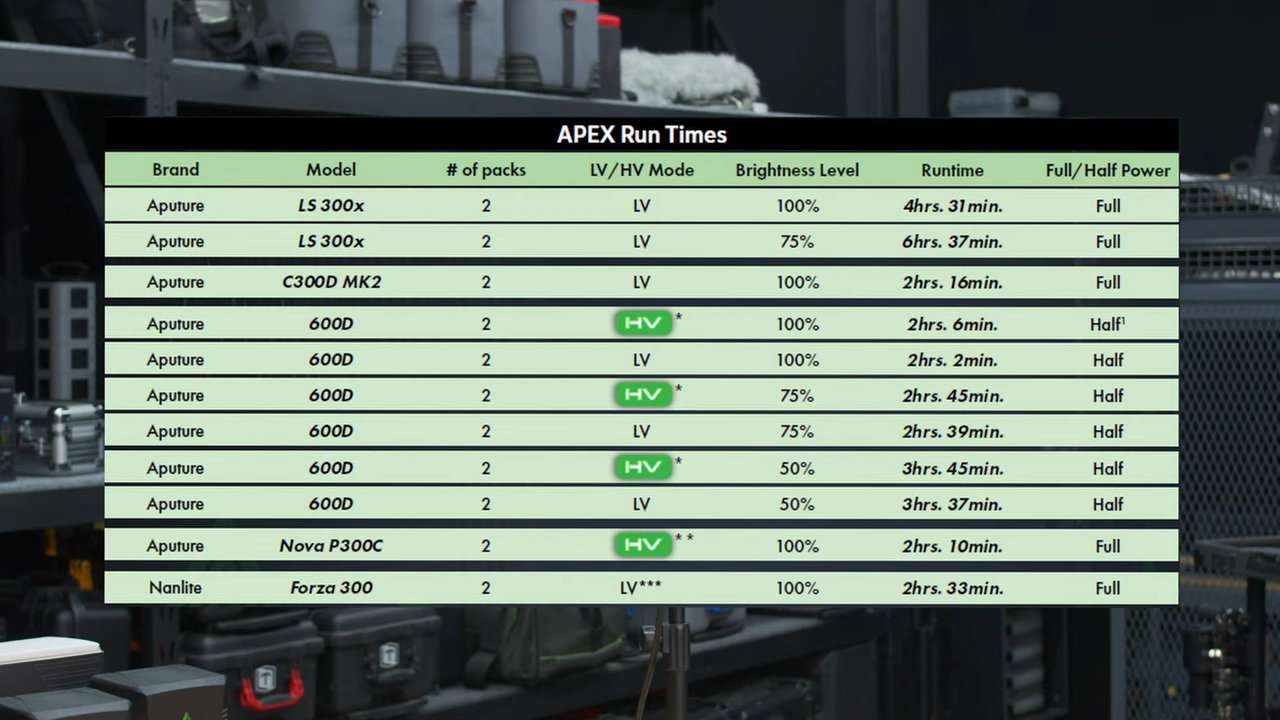 APEX Run Times
Brand Model # of packs LV/HV Mode Brightness Level Runtime Full/Half Power
Aputure LS 300x 2 LV 100% 4hrs. 31min. Full
Aputure LS 300x 2 LV 75% 6hrs. 37min. Full
Aputure C300D MK2 2 LV 100% 2hrs. 16min. Full
Aputure 600D 2 HV* 100% 2hrs. 6min. Half¹
Aputure 600D 2 LV 100% 2hrs. 2min. Half
Aputure 600D 2 HV* 75% 2hrs. 45min. Half
Aputure 600D 2 LV 75% 2hrs. 39min. Half
Aputure 600D 2 HV* 50% 3hrs. 45min. Half
Aputure 600D 2 LV 50% 3hrs. 37min. Half
Aputure Nova P300C 2 HV** 100% 2hrs. 10min. Full
Nanlite Forza 300 2 LV*** 100% 2hrs. 33min. Full